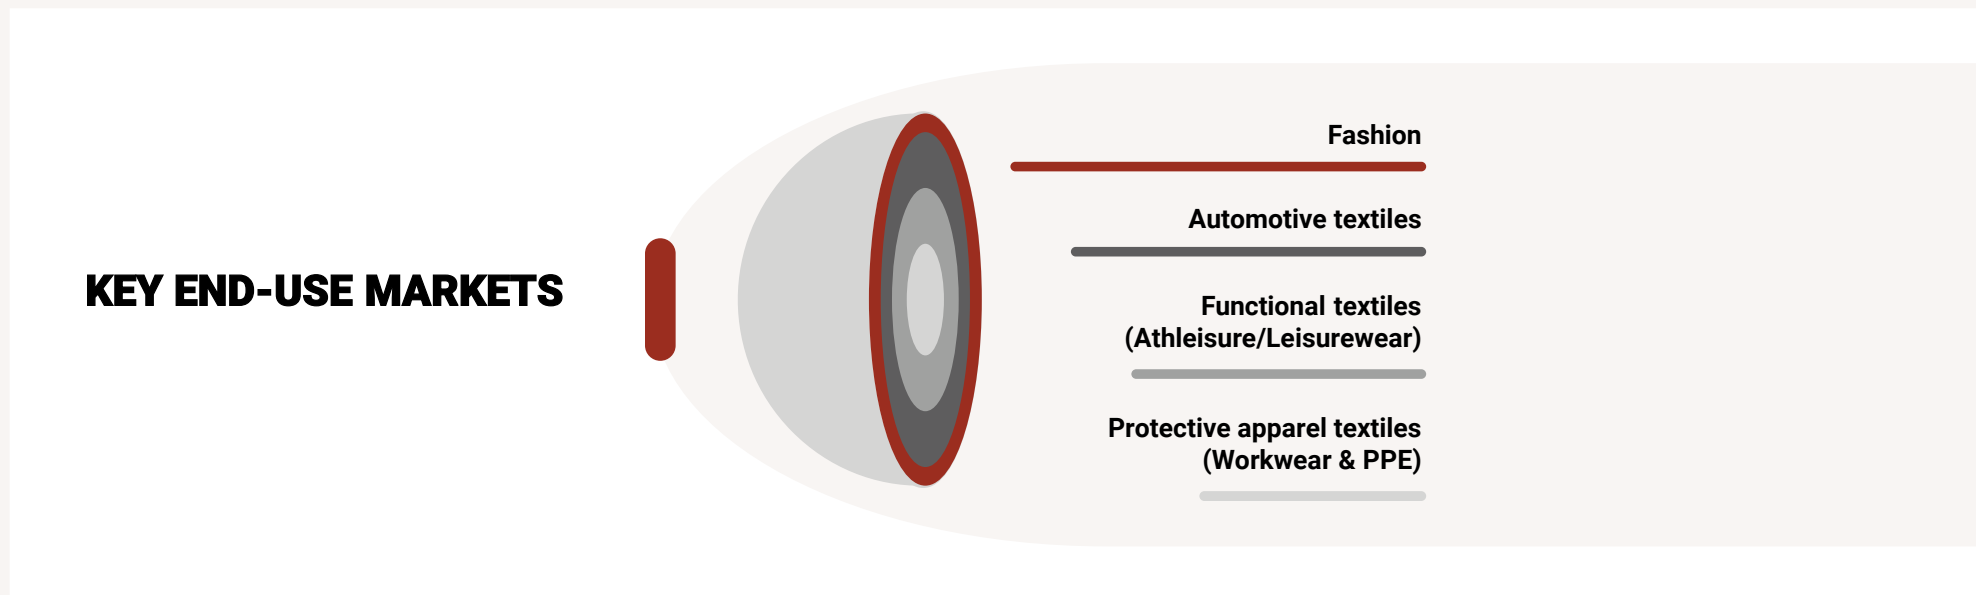 KEY END-USE MARKETS
Fashion
Automotive textiles
Functional textiles
(Athleisure/Leisurewear)
Protective apparel textiles
(Workwear & PPE)